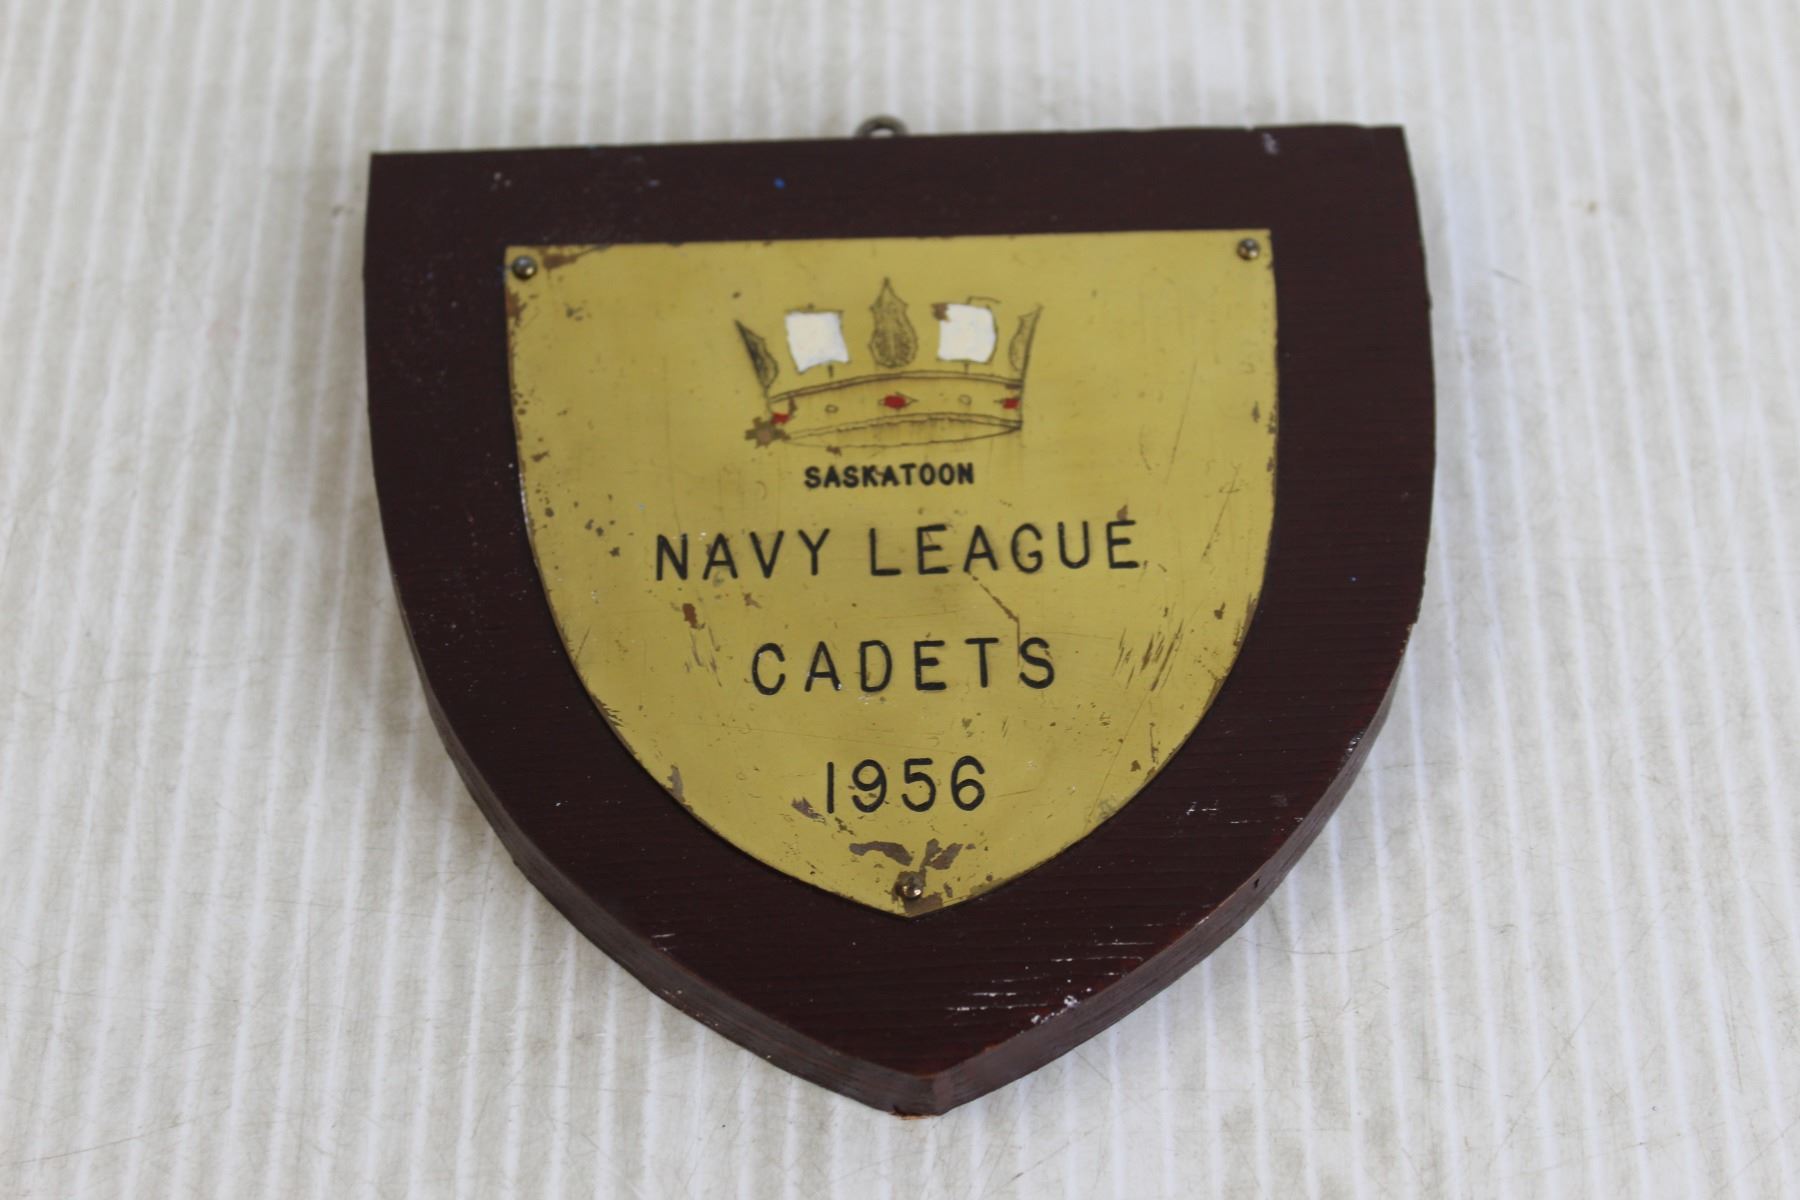 SASKATOON
NAVY LEAGUE
CADETS
1956